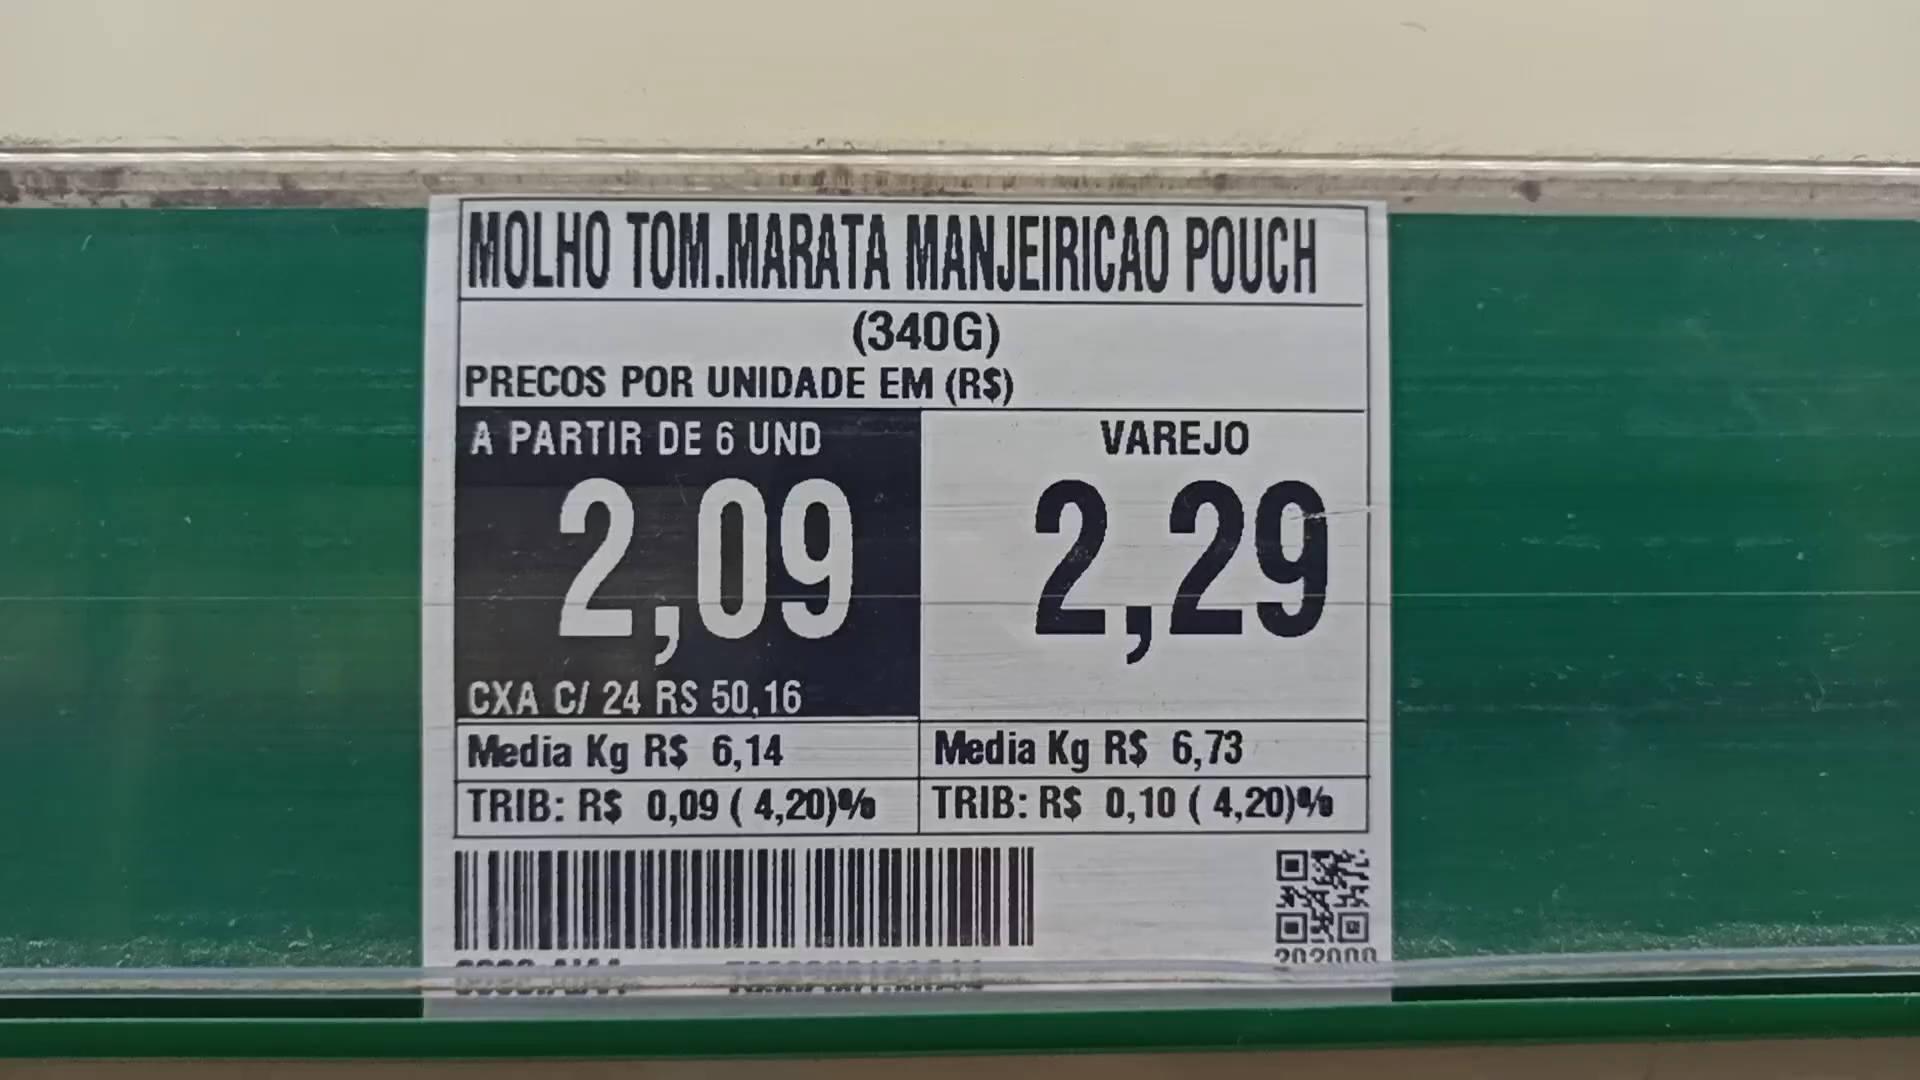 MOLHO TOM.MARATA MANJEIRICAO POUCH
(340G)
PRECOS POR UNIDADE EM (R$)
A PARTIR DE 6 UND
2,09
CXA C/ 24 R$ 50,16
VAREJO
2,29
Media Kg R$ 6,14
Media Kg R$ 6,73
TRIB: R$ 0,09 ( 4,20)%
TRIB: R$ 0,10 ( 4,20)%